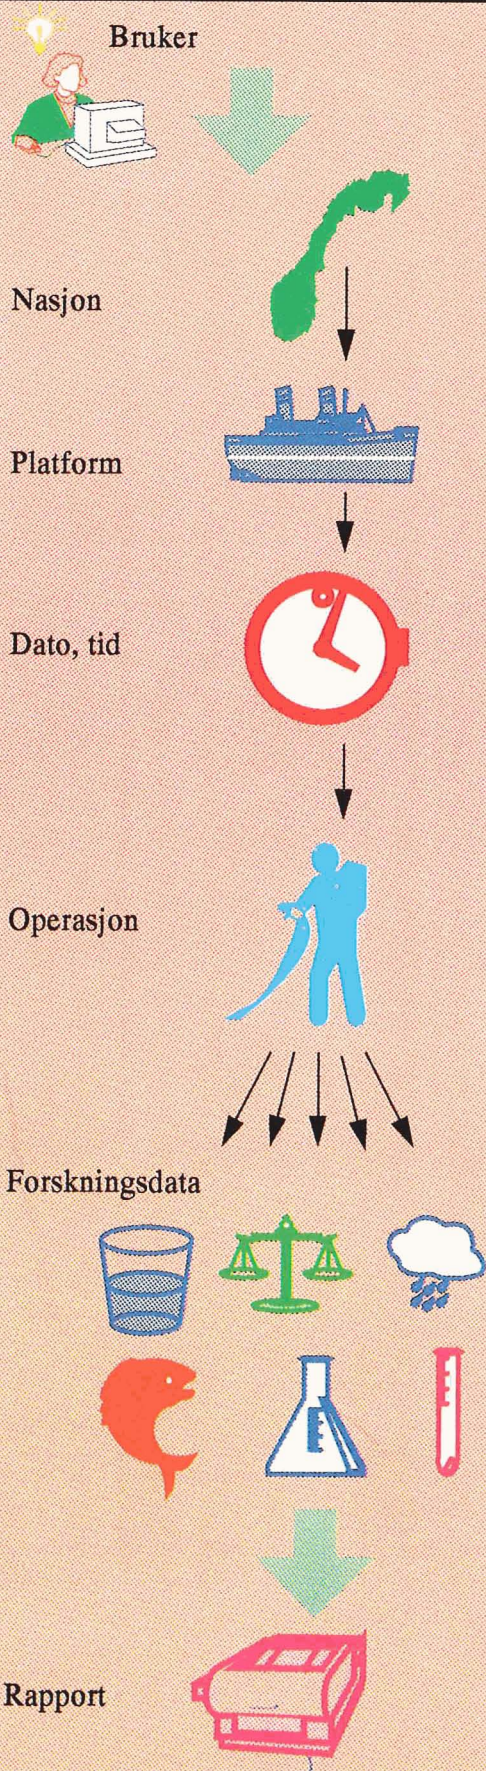 Bruker
Nasjon
Platform
Dato, tid
Operasjon
Forskningsdata
Rapport